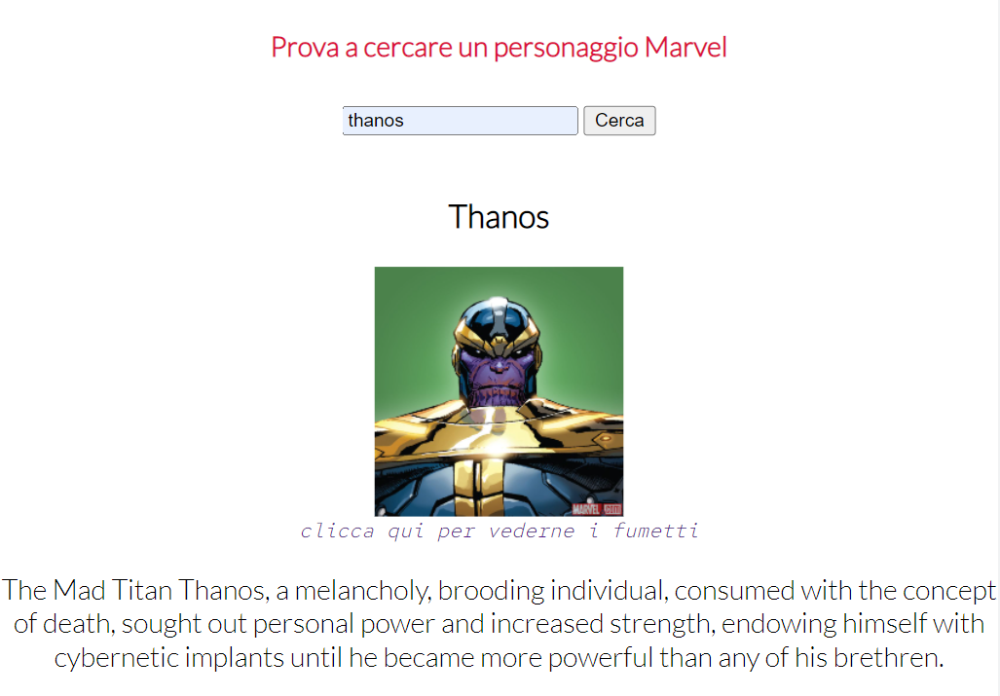 Prova a cercare un personaggio Marvel
thanos
Cerca
Thanos
MARVEL.COM
clicca qui per vederne i fumetti
The Mad Titan Thanos, a melancholy, brooding individual, consumed with the concept
of death, sought out personal power and increased strength, endowing himself with
cybernetic implants until he became more powerful than any of his brethren.